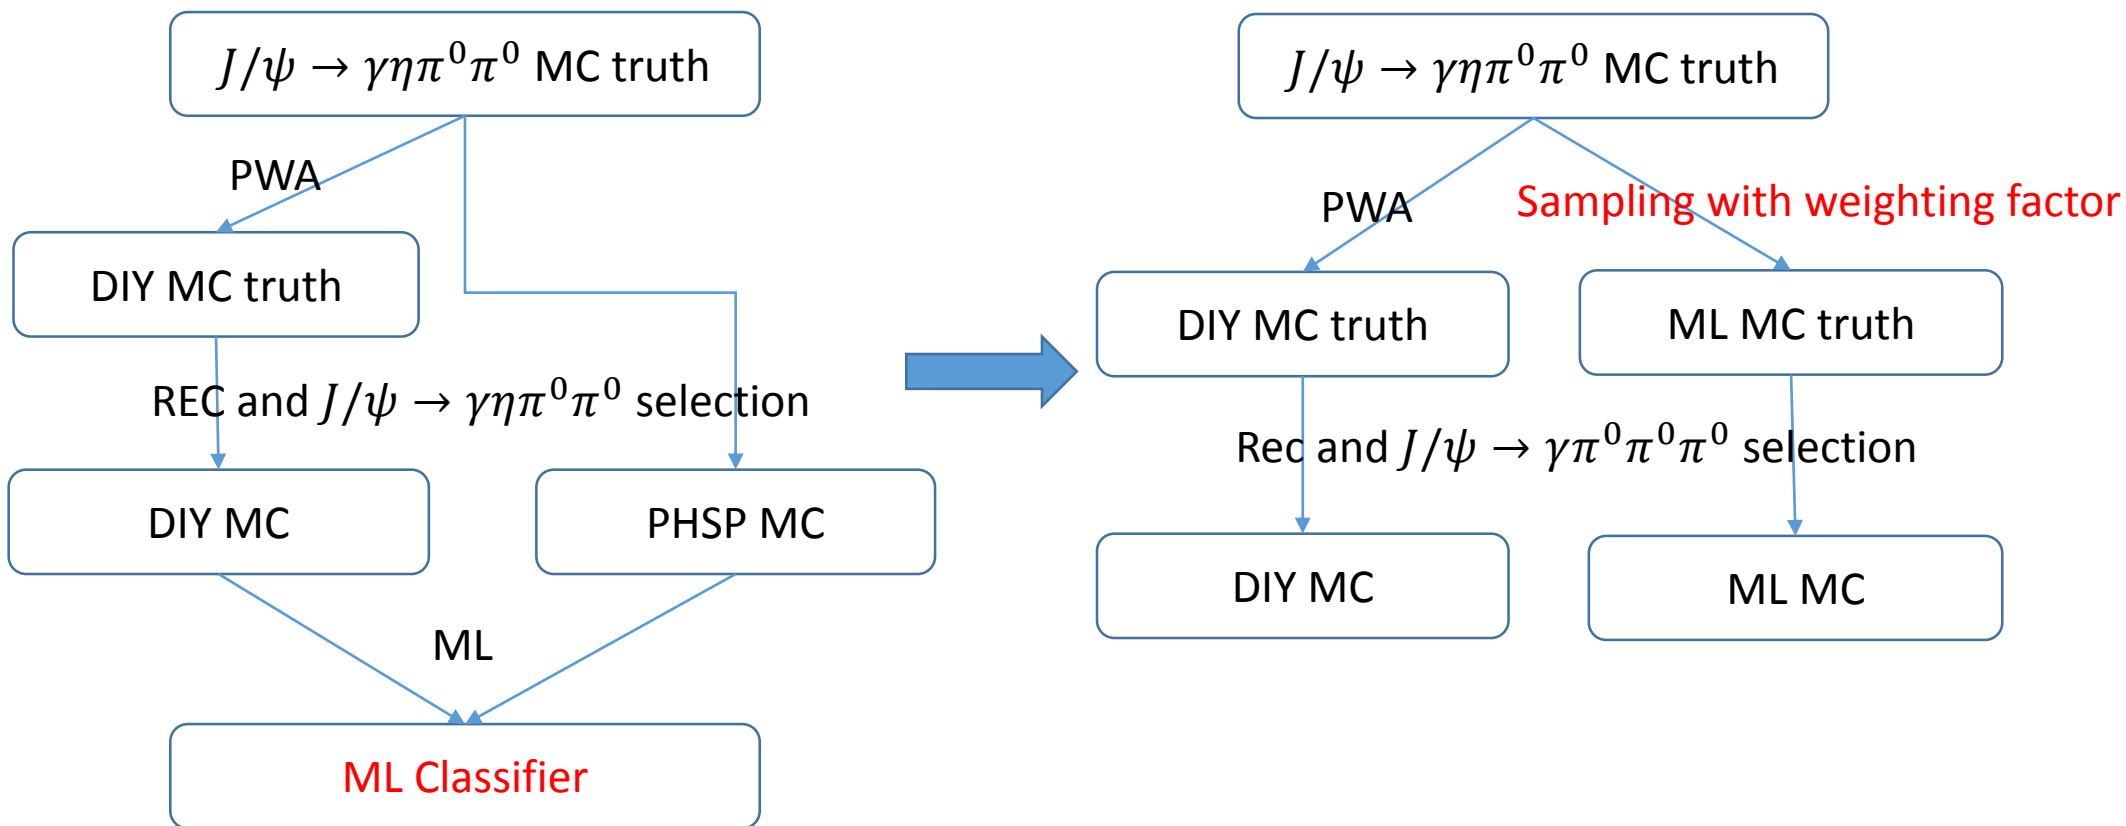 J/ψ → γηπ⁰π⁰ MC truth
PWA
DIY MC truth
REC and J/ψ → γηπ⁰π⁰ selection
DIY MC
PHSP MC
ML
ML Classifier
J/ψ → γηπ⁰π⁰ MC truth
PWA
Sampling with weighting factor
DIY MC truth
ML MC truth
Rec and J/ψ → γπ⁰π⁰π⁰ selection
DIY MC
ML MC